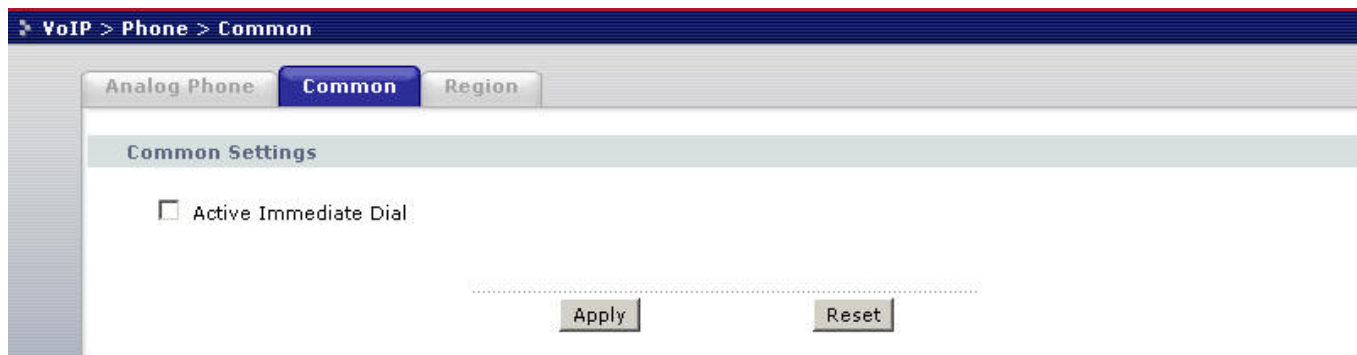 VoIP > Phone > Common
Analog Phone Common Region
Common Settings
Active Immediate Dial
Apply Reset